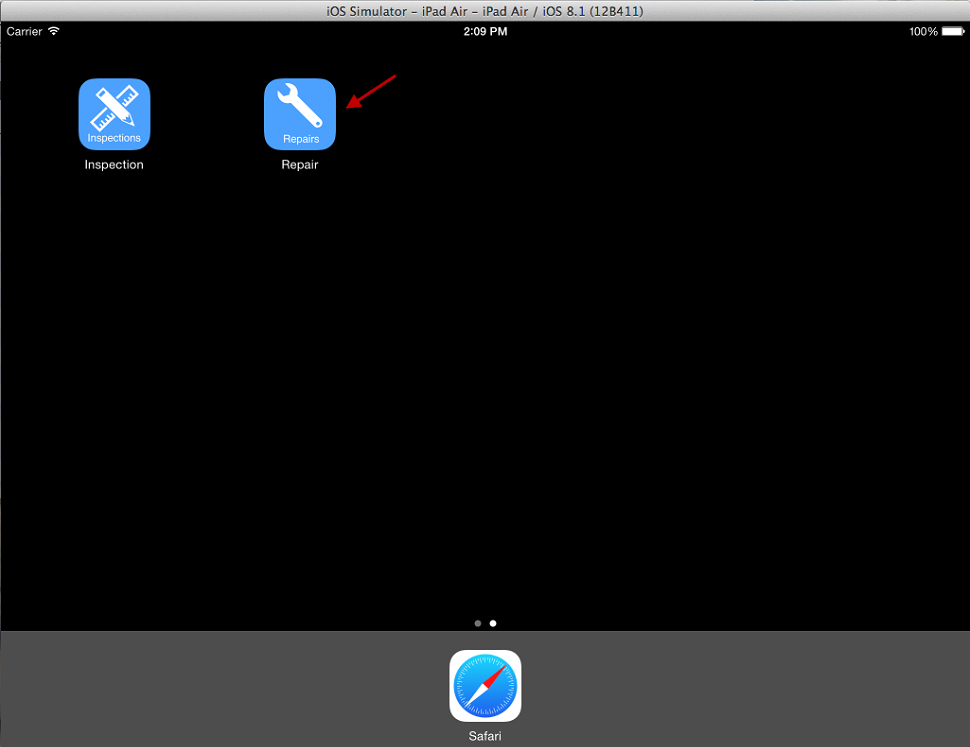 iOS Simulator - iPad Air - iPad Air / iOS 8.1 (12B411)
Carrier 2:09 PM 100%
Inspections Repairs
Inspection Repair
Safari